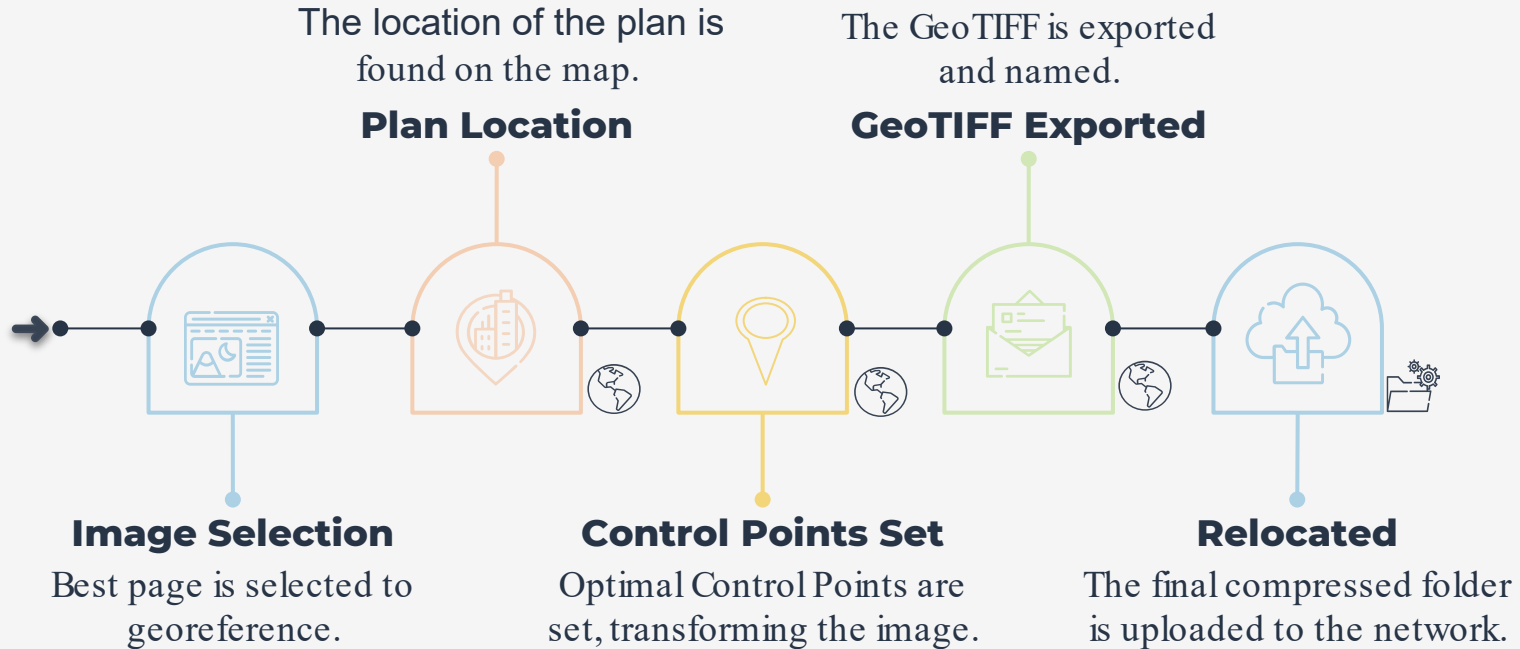 The location of the plan is
found on the map.
Plan Location
The GeoTIFF is exported
and named.
GeoTIFF Exported
Image Selection
Best page is selected to
georeference.
Control Points Set
Optimal Control Points are
set, transforming the image.
Relocated
The final compressed folder
is uploaded to the network.